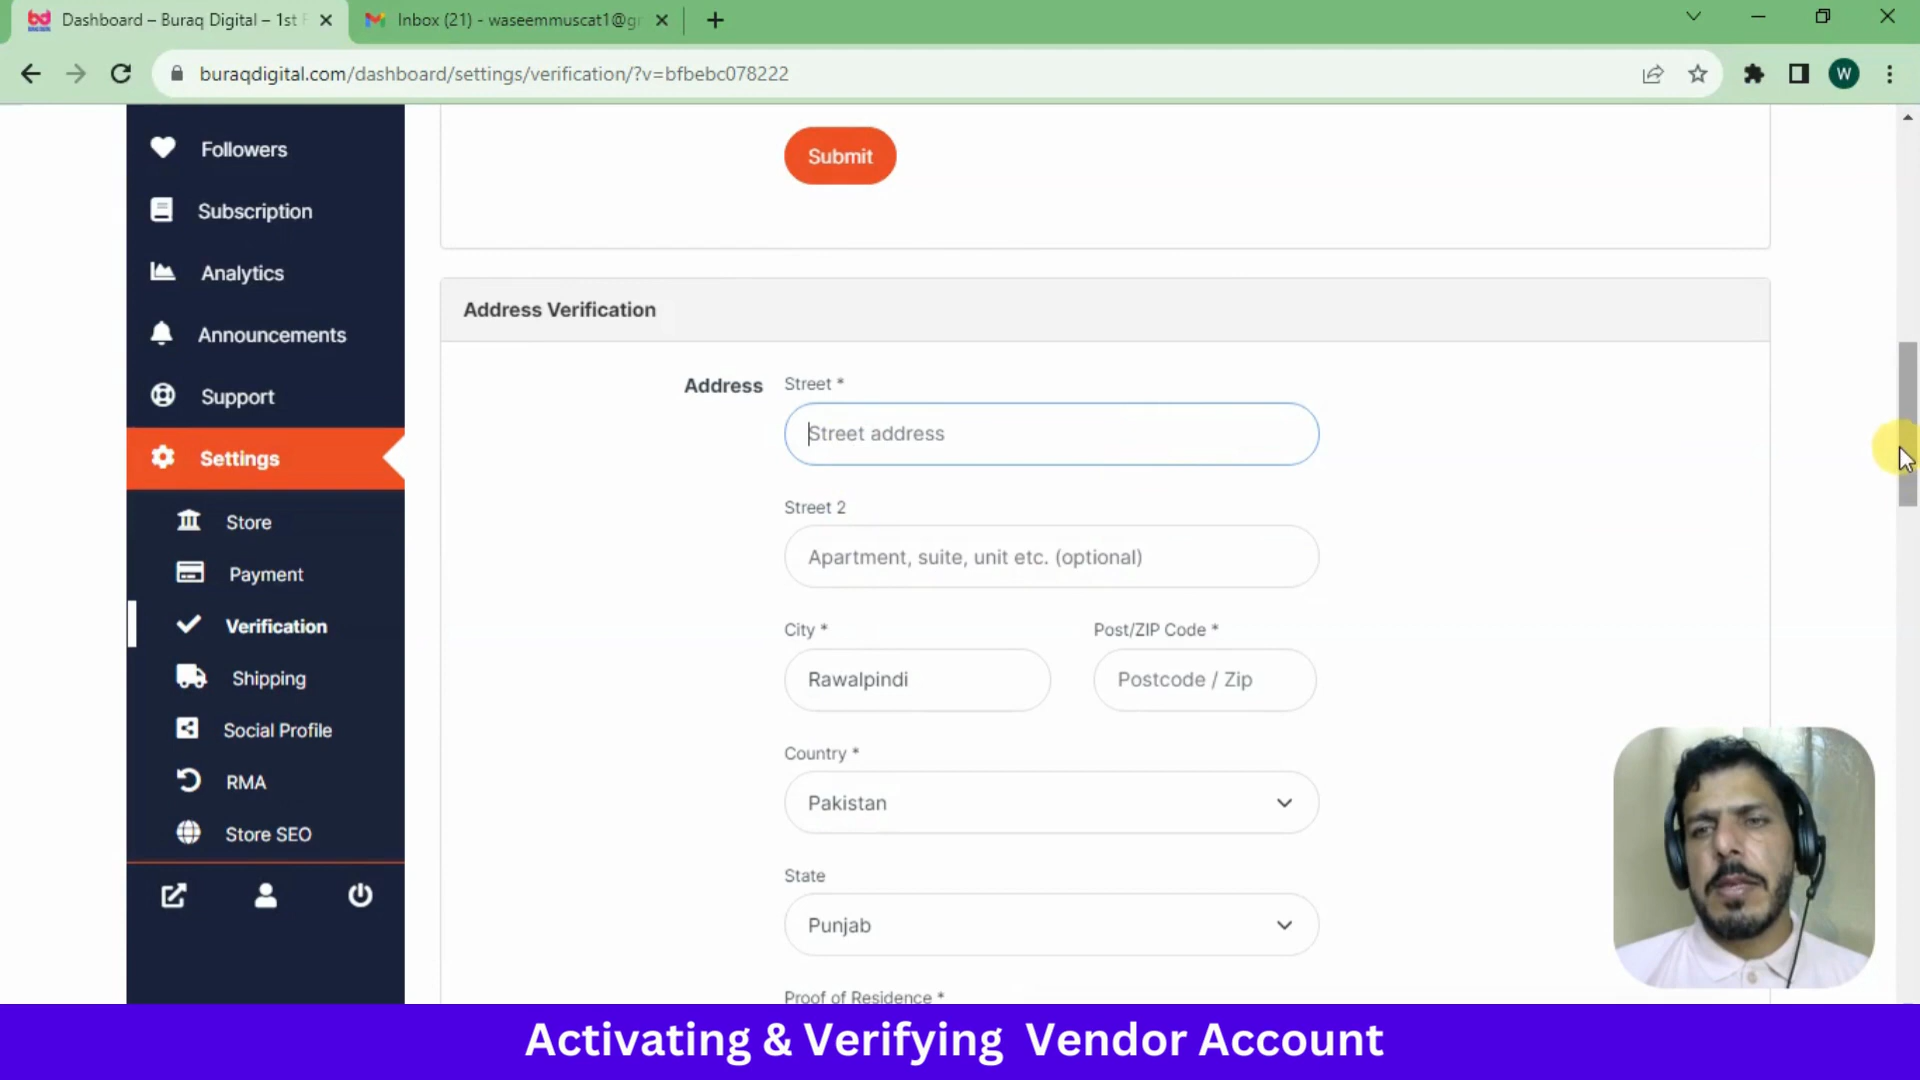 Dashboard – Buraq Digital – 1st
Inbox (21) - waseemmuscat1@g
buraqdigital.com/dashboard/settings/verification/?v=bfbebc078222
W
Followers
Subscription
Analytics
Announcements
Support
Settings
Store
Payment
Verification
Shipping
Social Profile
RMA
Store SEO
Submit
Address Verification
Address
Street *
Street address
Street 2
Apartment, suite, unit etc. (optional)
City *
Post/ZIP Code *
Rawalpindi
Postcode / Zip
Country *
Pakistan
State
Punjab
Proof of Residence *
Activating & Verifying Vendor Account